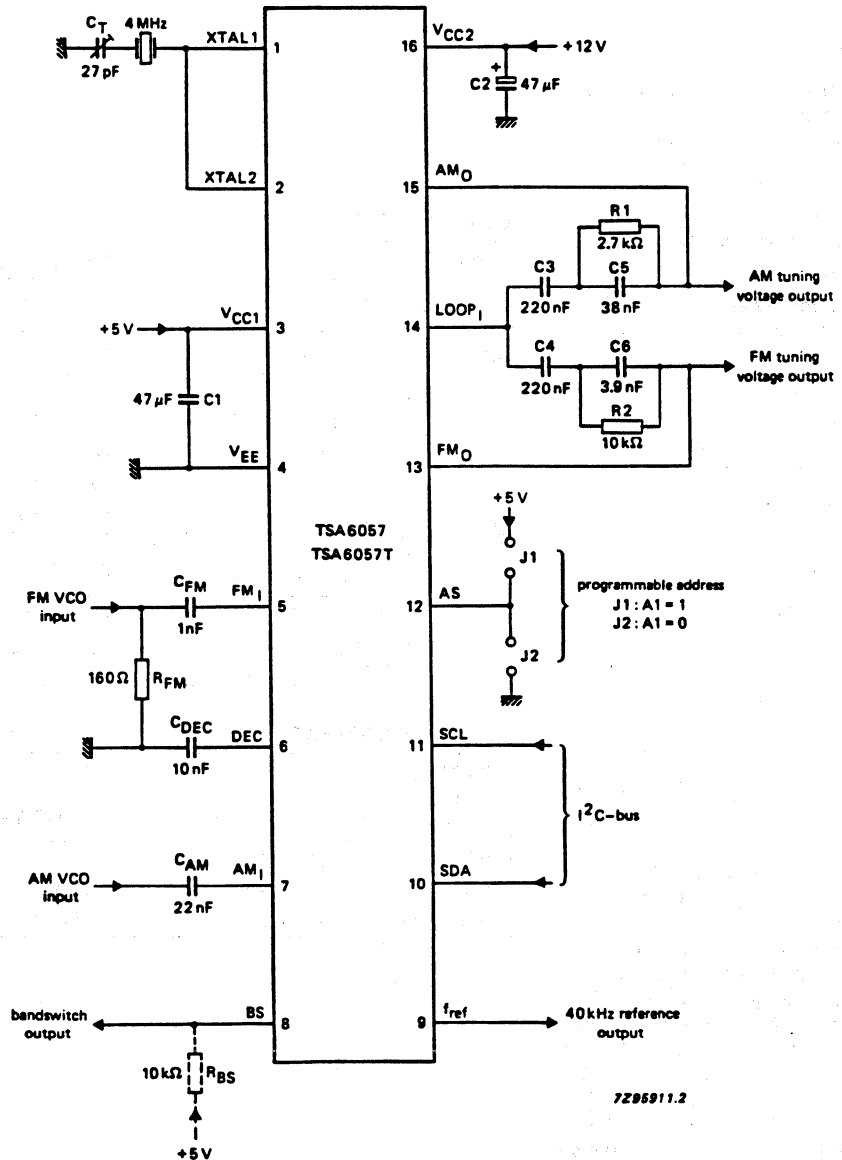 C_T 4 MHz
27 pF
XTAL1
1
XTAL2
2
+5 V
V_CC1
3
47 µF C1
V_EE
4
FM VCO
input
C_FM
1nF
FM_I
5
160 Ω R_FM
C_DEC
10 nF
DEC
6
AM VCO
input
C_AM
22 nF
AM_I
7
bandswitch
output
BS
8
10 kΩ R_BS
+5 V
TSA6057
TSA6057T
16
V_CC2
+12 V
+
C2 47 µF
15
AM_O
R1
2.7 kΩ
C3
220 nF
C5
38 nF
AM tuning
voltage output
14
LOOP_I
C4
220 nF
C6
3.9 nF
R2
10 kΩ
FM tuning
voltage output
13
FM_O
+5 V
J1
12
AS
J2
programmable address
J1 : A1 = 1
J2 : A1 = 0
11
SCL
I²C-bus
10
SDA
9
f_ref
40 kHz reference
output
7Z95911.2